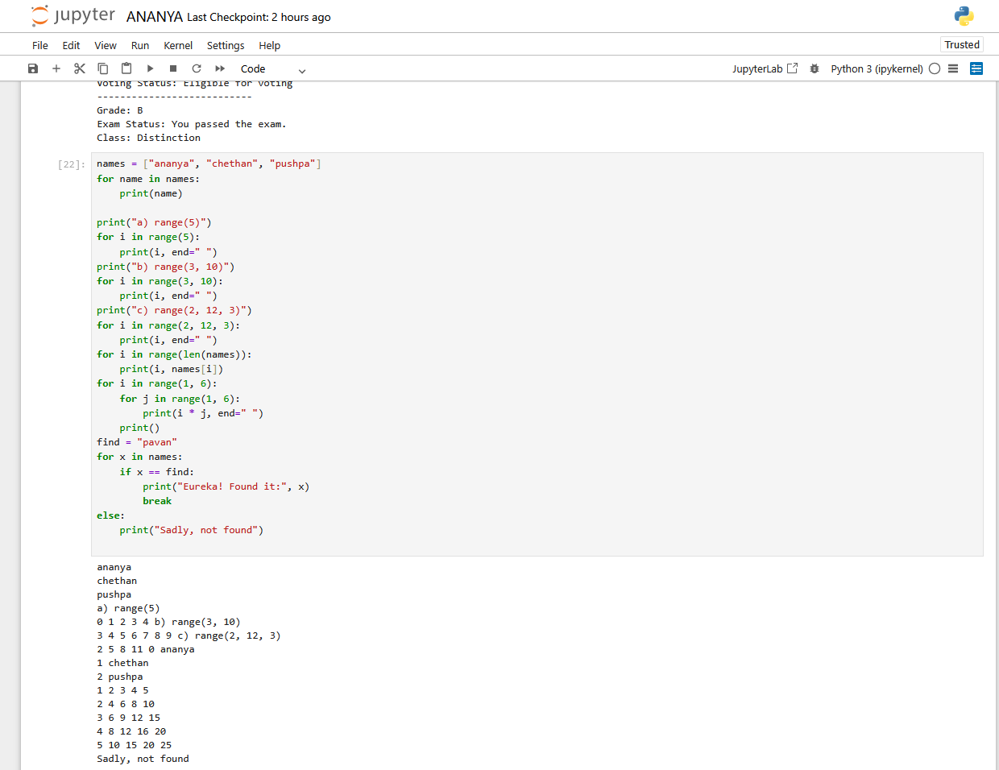 jupyter ANANYA Last Checkpoint: 2 hours ago
File Edit View Run Kernel Settings Help
Trusted
Code
JupyterLab Python 3 (ipykernel)
Voting Status: Eligible for voting
---------------------------
Grade: B
Exam Status: You passed the exam.
Class: Distinction
[22]:
names = ["ananya", "chethan", "pushpa"]
for name in names:
    print(name)

print("a) range(5)")
for i in range(5):
    print(i, end=" ")
print("b) range(3, 10)")
for i in range(3, 10):
    print(i, end=" ")
print("c) range(2, 12, 3)")
for i in range(2, 12, 3):
    print(i, end=" ")
for i in range(len(names)):
    print(i, names[i])
for i in range(1, 6):
    for j in range(1, 6):
        print(i * j, end=" ")
    print()
find = "pavan"
for x in names:
    if x == find:
        print("Eureka! Found it:", x)
        break
else:
    print("Sadly, not found")
ananya
chethan
pushpa
a) range(5)
0 1 2 3 4 b) range(3, 10)
3 4 5 6 7 8 9 c) range(2, 12, 3)
2 5 8 11 0 ananya
1 chethan
2 pushpa
1 2 3 4 5
2 4 6 8 10
3 6 9 12 15
4 8 12 16 20
5 10 15 20 25
Sadly, not found